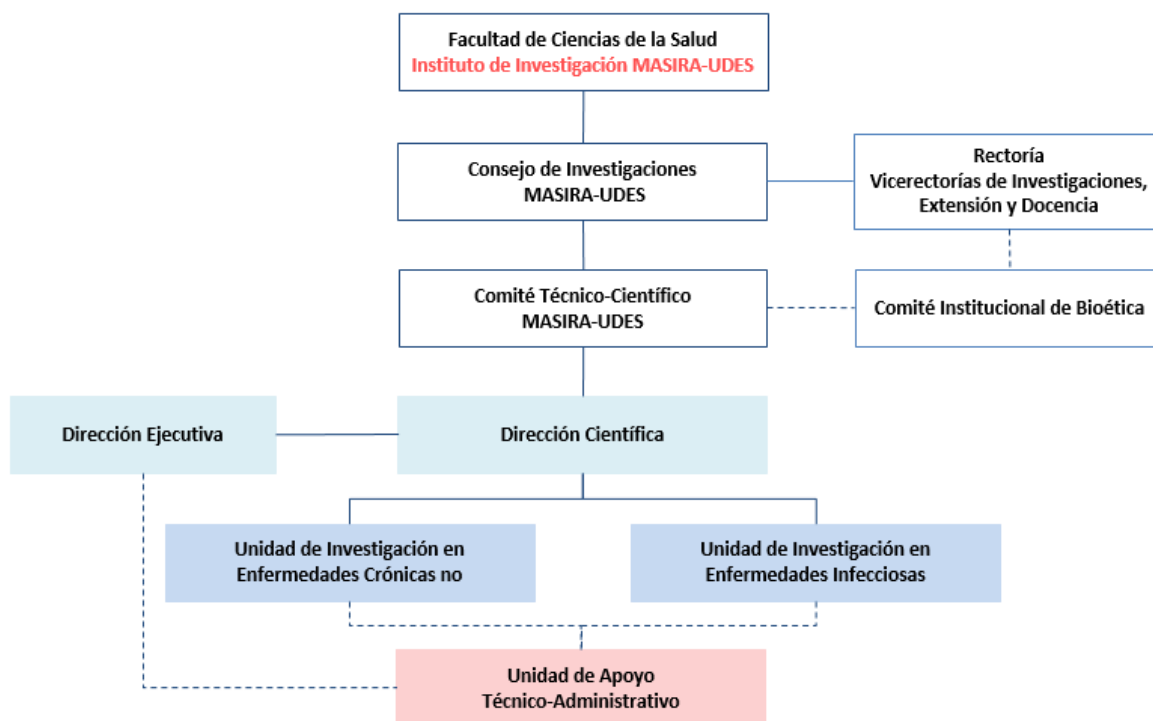 Facultad de Ciencias de la Salud
Instituto de Investigación MASIRA-UDES
Consejo de Investigaciones
MASIRA-UDES
Rectoría
Vicerectorías de Investigaciones,
Extensión y Docencia
Comité Técnico-Científico
MASIRA-UDES
Comité Institucional de Bioética
Dirección Ejecutiva
Dirección Científica
Unidad de Investigación en
Enfermedades Crónicas no
Unidad de Investigación en
Enfermedades Infecciosas
Unidad de Apoyo
Técnico-Administrativo